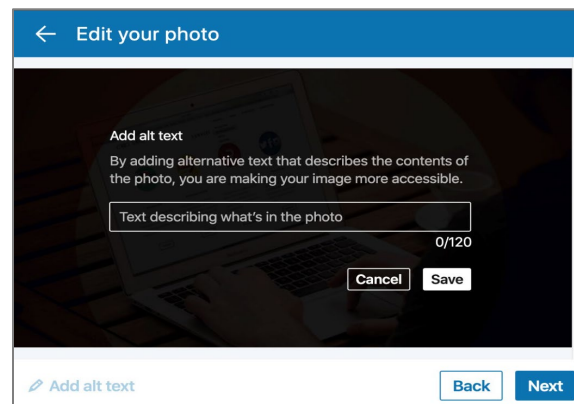 Edit your photo
Add alt text
By adding alternative text that describes the contents of
the photo, you are making your image more accessible.
Text describing what's in the photo
0/120
Cancel Save
Add alt text
Back Next